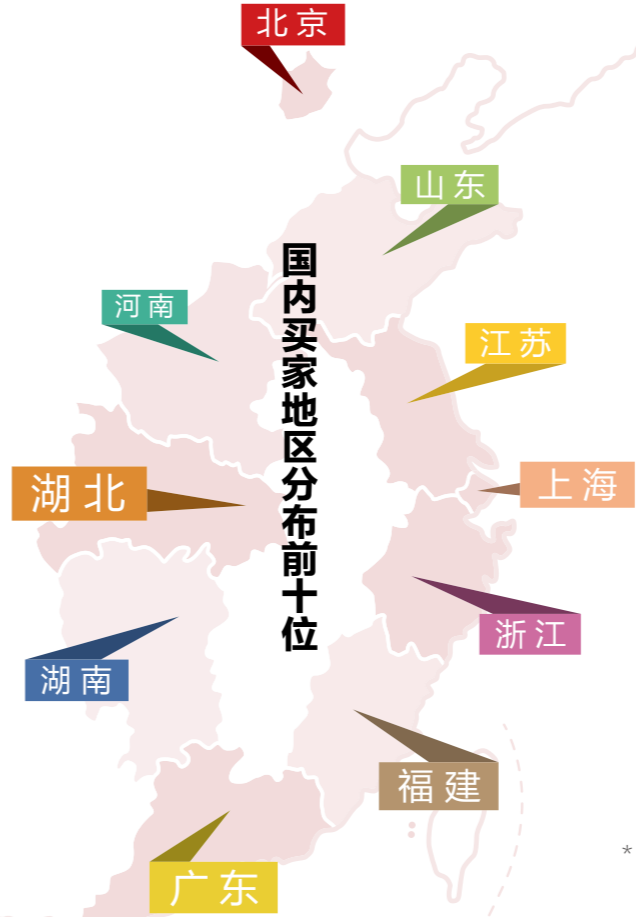 北京
山东
国内买家地区分布前十位
河南
江苏
湖北
上海
浙江
湖南
福建
广东
*